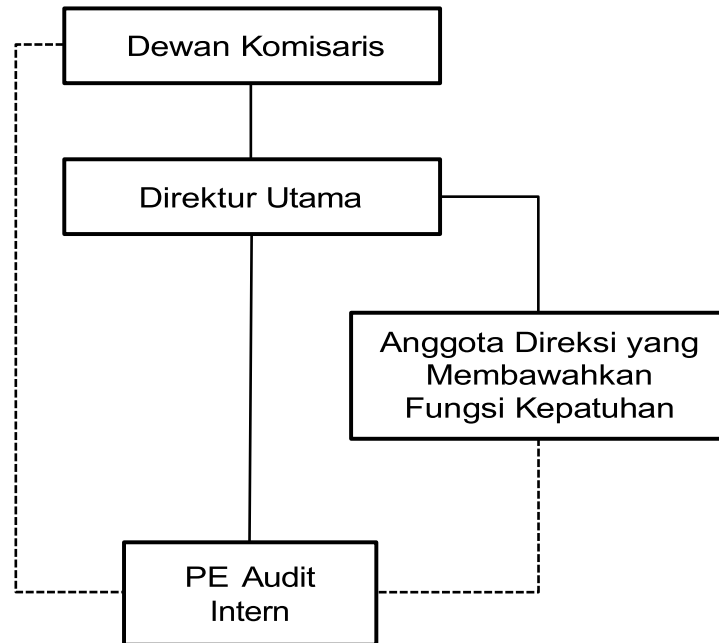 Dewan Komisaris
Direktur Utama
Anggota Direksi yang
Membawahkan
Fungsi Kepatuhan
PE Audit
Intern